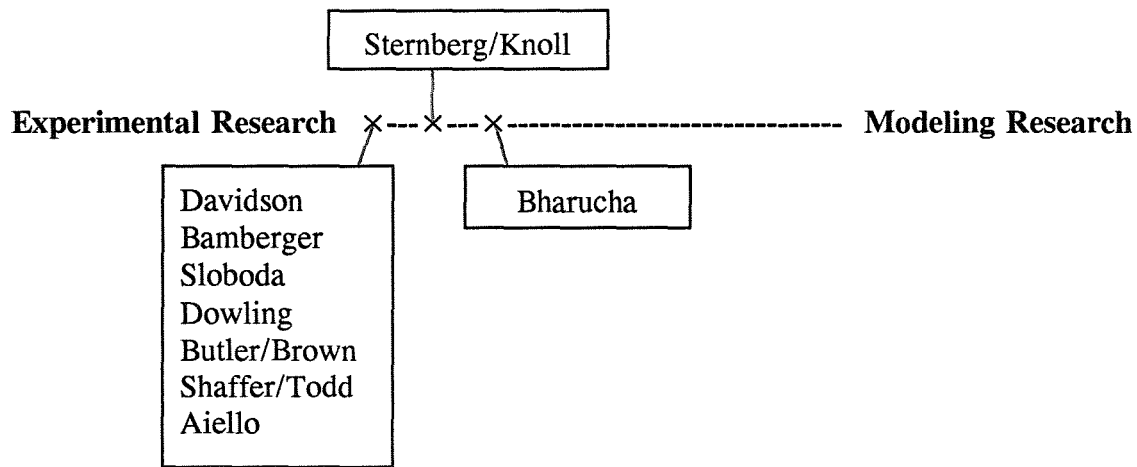 Sternberg/Knoll
Experimental Research
Modeling Research
Davidson
Bamberger
Sloboda
Dowling
Butler/Brown
Shaffer/Todd
Aiello
Bharucha